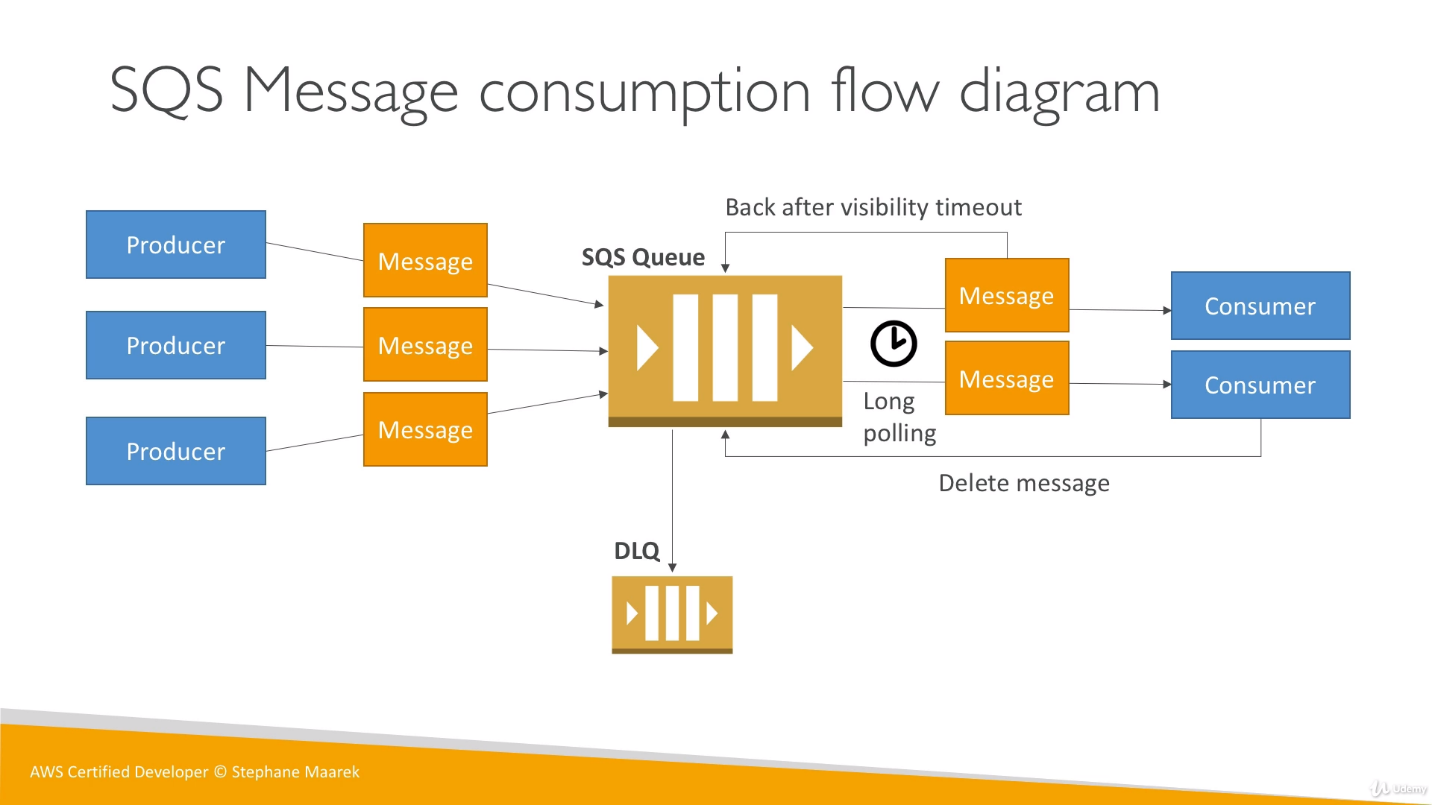 SQS Message consumption flow diagram
Back after visibility timeout
Producer
Message
SQS Queue
Message
Consumer
Producer
Message
Message
Consumer
Long
polling
Producer
Message
Delete message
DLQ
AWS Certified Developer © Stephane Maarek
Udemy